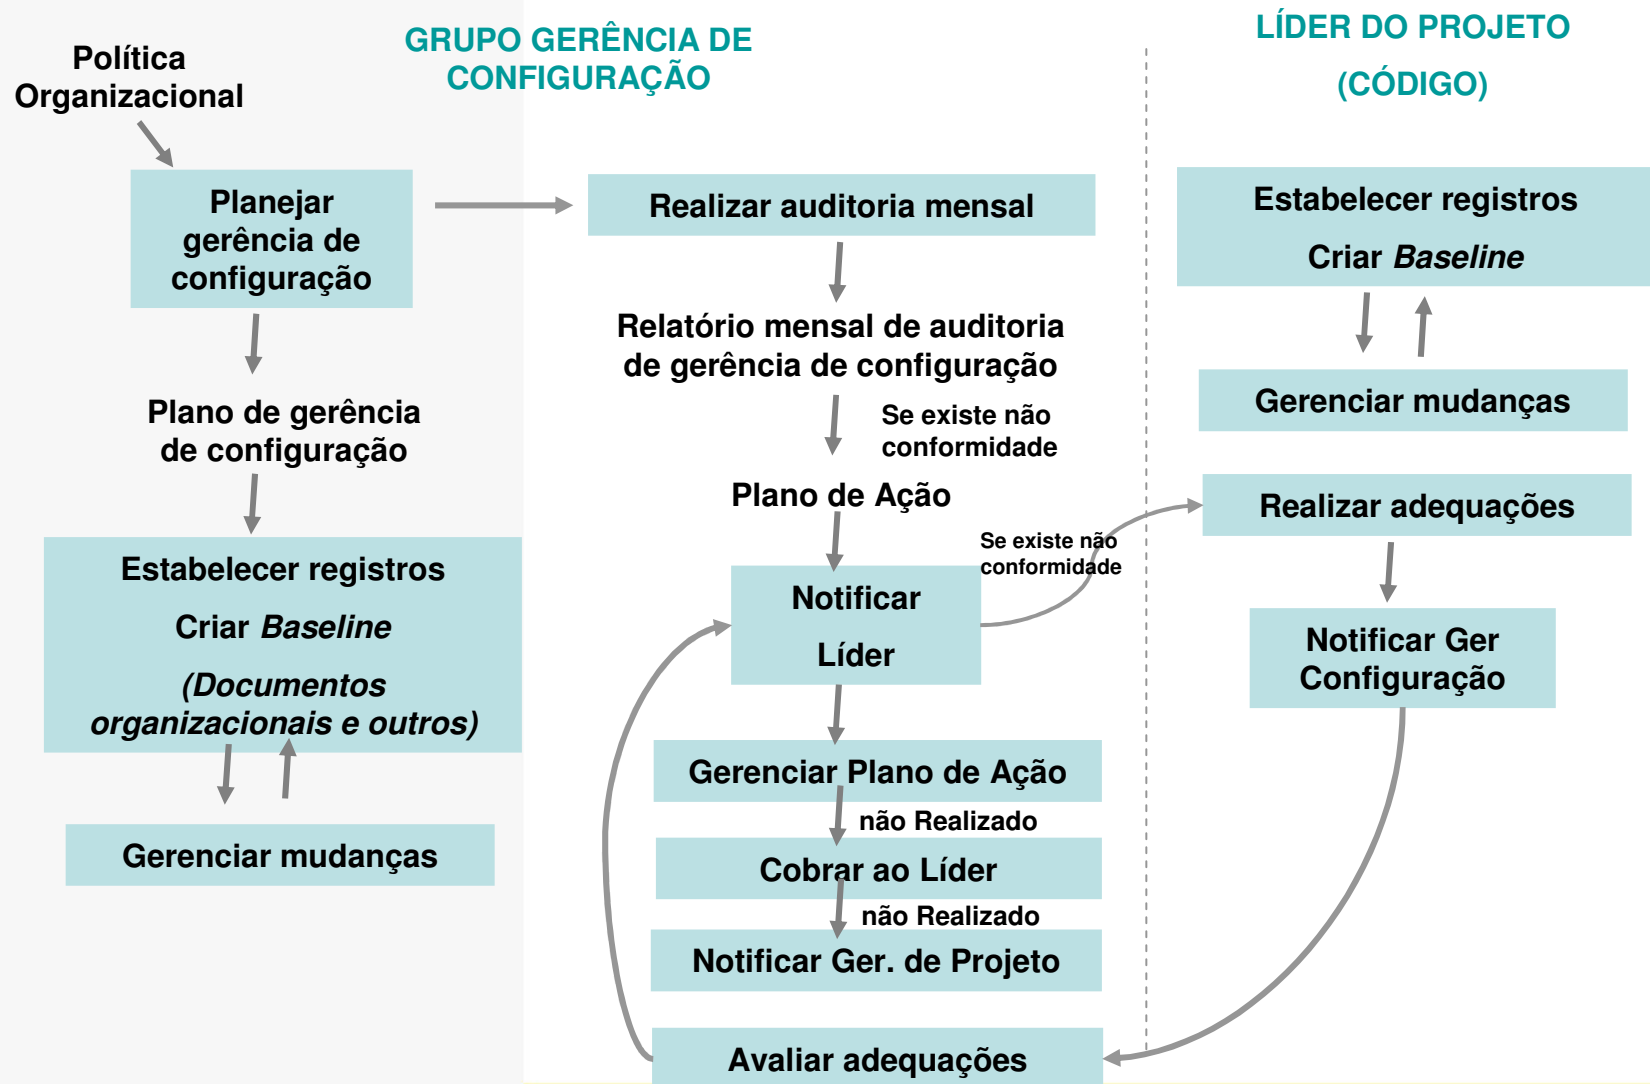 GRUPO GERÊNCIA DE
CONFIGURAÇÃO
LÍDER DO PROJETO
(CÓDIGO)
Política
Organizacional
Planejar
gerência de
configuração
Plano de gerência
de configuração
Estabelecer registros
Criar Baseline
(Documentos
organizacionais e outros)
Gerenciar mudanças
Realizar auditoria mensal
Relatório mensal de auditoria
de gerência de configuração
Se existe não
conformidade
Plano de Ação
Se existe não
conformidade
Notificar
Líder
Gerenciar Plano de Ação
não Realizado
Cobrar ao Líder
não Realizado
Notificar Ger. de Projeto
Avaliar adequações
Estabelecer registros
Criar Baseline
Gerenciar mudanças
Realizar adequações
Notificar Ger
Configuração